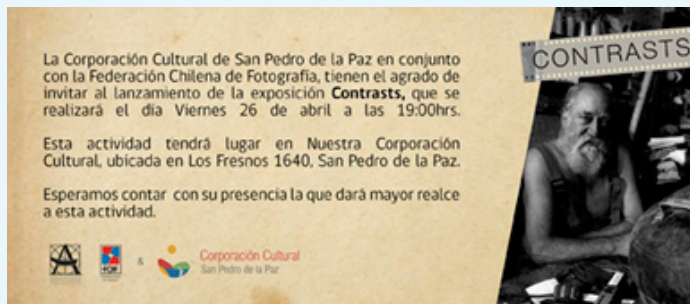 La Corporación Cultural de San Pedro de la Paz en conjunto
con la Federación Chilena de Fotografía, tienen el agrado de
invitar al lanzamiento de la exposición Contrasts, que se
realizará el día Viernes 26 de abril a las 19:00hrs.
Esta actividad tendrá lugar en Nuestra Corporación
Cultural, ubicada en Los Fresnos 1640, San Pedro de la Paz.
Esperamos contar con su presencia la que dará mayor realce
a esta actividad.
&
Corporación Cultural
San Pedro de la Paz
CONTRASTS